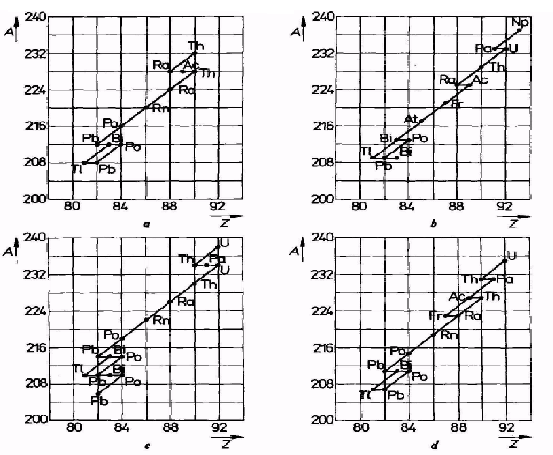 240
A
232
224
216
208
200
Th
Ra
Ac
Th
Ra
Rn
Po
Pb
Bi
Po
Tl
Pb
80 84 88 92 Z
a
240
A
232
224
216
208
200
Np
Pa
U
Th
Ra
Ac
Fr
At
Bi
Po
Tl
Bi
Pb
80 84 88 92 Z
b
240
A
232
224
216
208
200
U
Th
Pa
U
Th
Ra
Rn
Po
Pb
Bi
Po
Tl
Pb
Bi
Po
Pb
80 84 88 92 Z
c
240
A
232
224
216
208
200
U
Th
Pa
Ac
Th
Fr
Ra
Rn
Po
Pb
Bi
Po
Tl
Pb
80 84 88 92 Z
d